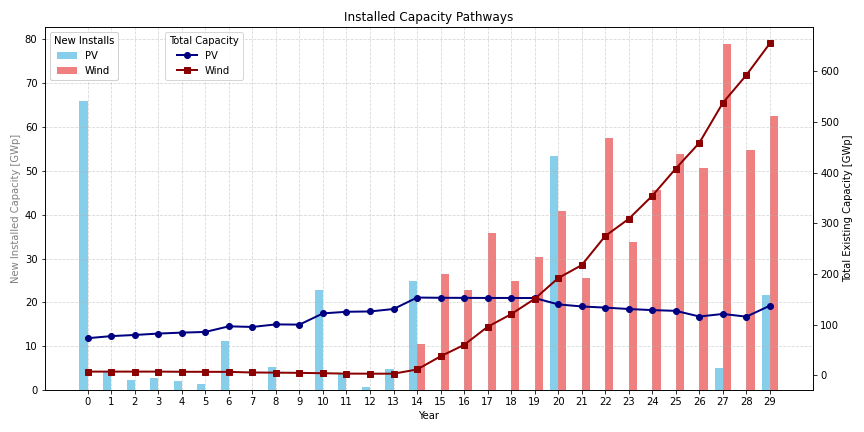 Installed Capacity Pathways
New Installs
PV
Wind
Total Capacity
PV
Wind
New Installed Capacity [GWp]
80
70
60
50
40
30
20
10
0
Total Existing Capacity [GWp]
600
500
400
300
200
100
0
0 1 2 3 4 5 6 7 8 9 10 11 12 13 14 15 16 17 18 19 20 21 22 23 24 25 26 27 28 29
Year